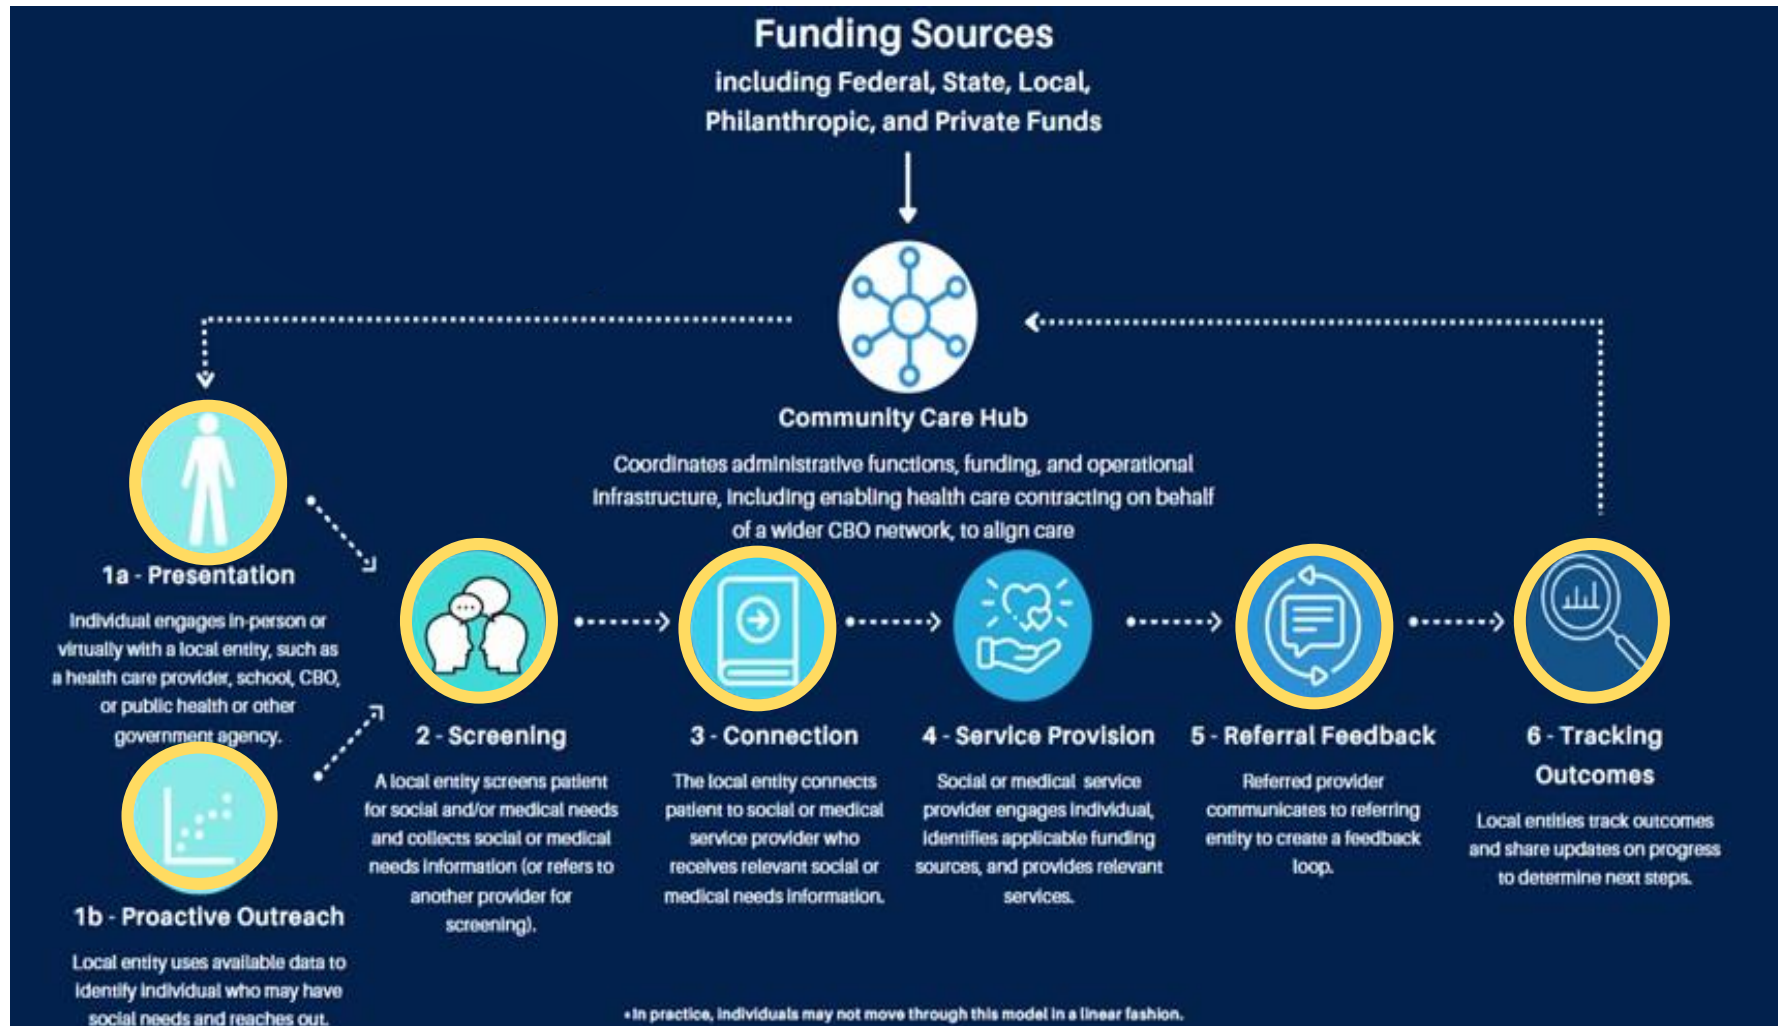 Funding Sources
including Federal, State, Local,
Philanthropic, and Private Funds
Community Care Hub
Coordinates administrative functions, funding, and operational
infrastructure, including enabling health care contracting on behalf
of a wider CBO network, to align care
1a - Presentation
Individual engages in-person or
virtually with a local entity, such as
a health care provider, school, CBO,
or public health or other
government agency.
1b - Proactive Outreach
Local entity uses available data to
identify individual who may have
social needs and reaches out.
2 - Screening
A local entity screens patient
for social and/or medical needs
and collects social or medical
needs information (or refers to
another provider for
screening).
3 - Connection
The local entity connects
patient to social or medical
service provider who
receives relevant social or
medical needs information.
4 - Service Provision
Social or medical service
provider engages individual,
identifies applicable funding
sources, and provides relevant
services.
5 - Referral Feedback
Referred provider
communicates to referring
entity to create a feedback
loop.
6 - Tracking
Outcomes
Local entities track outcomes
and share updates on progress
to determine next steps.
*In practice, individuals may not move through this model in a linear fashion.